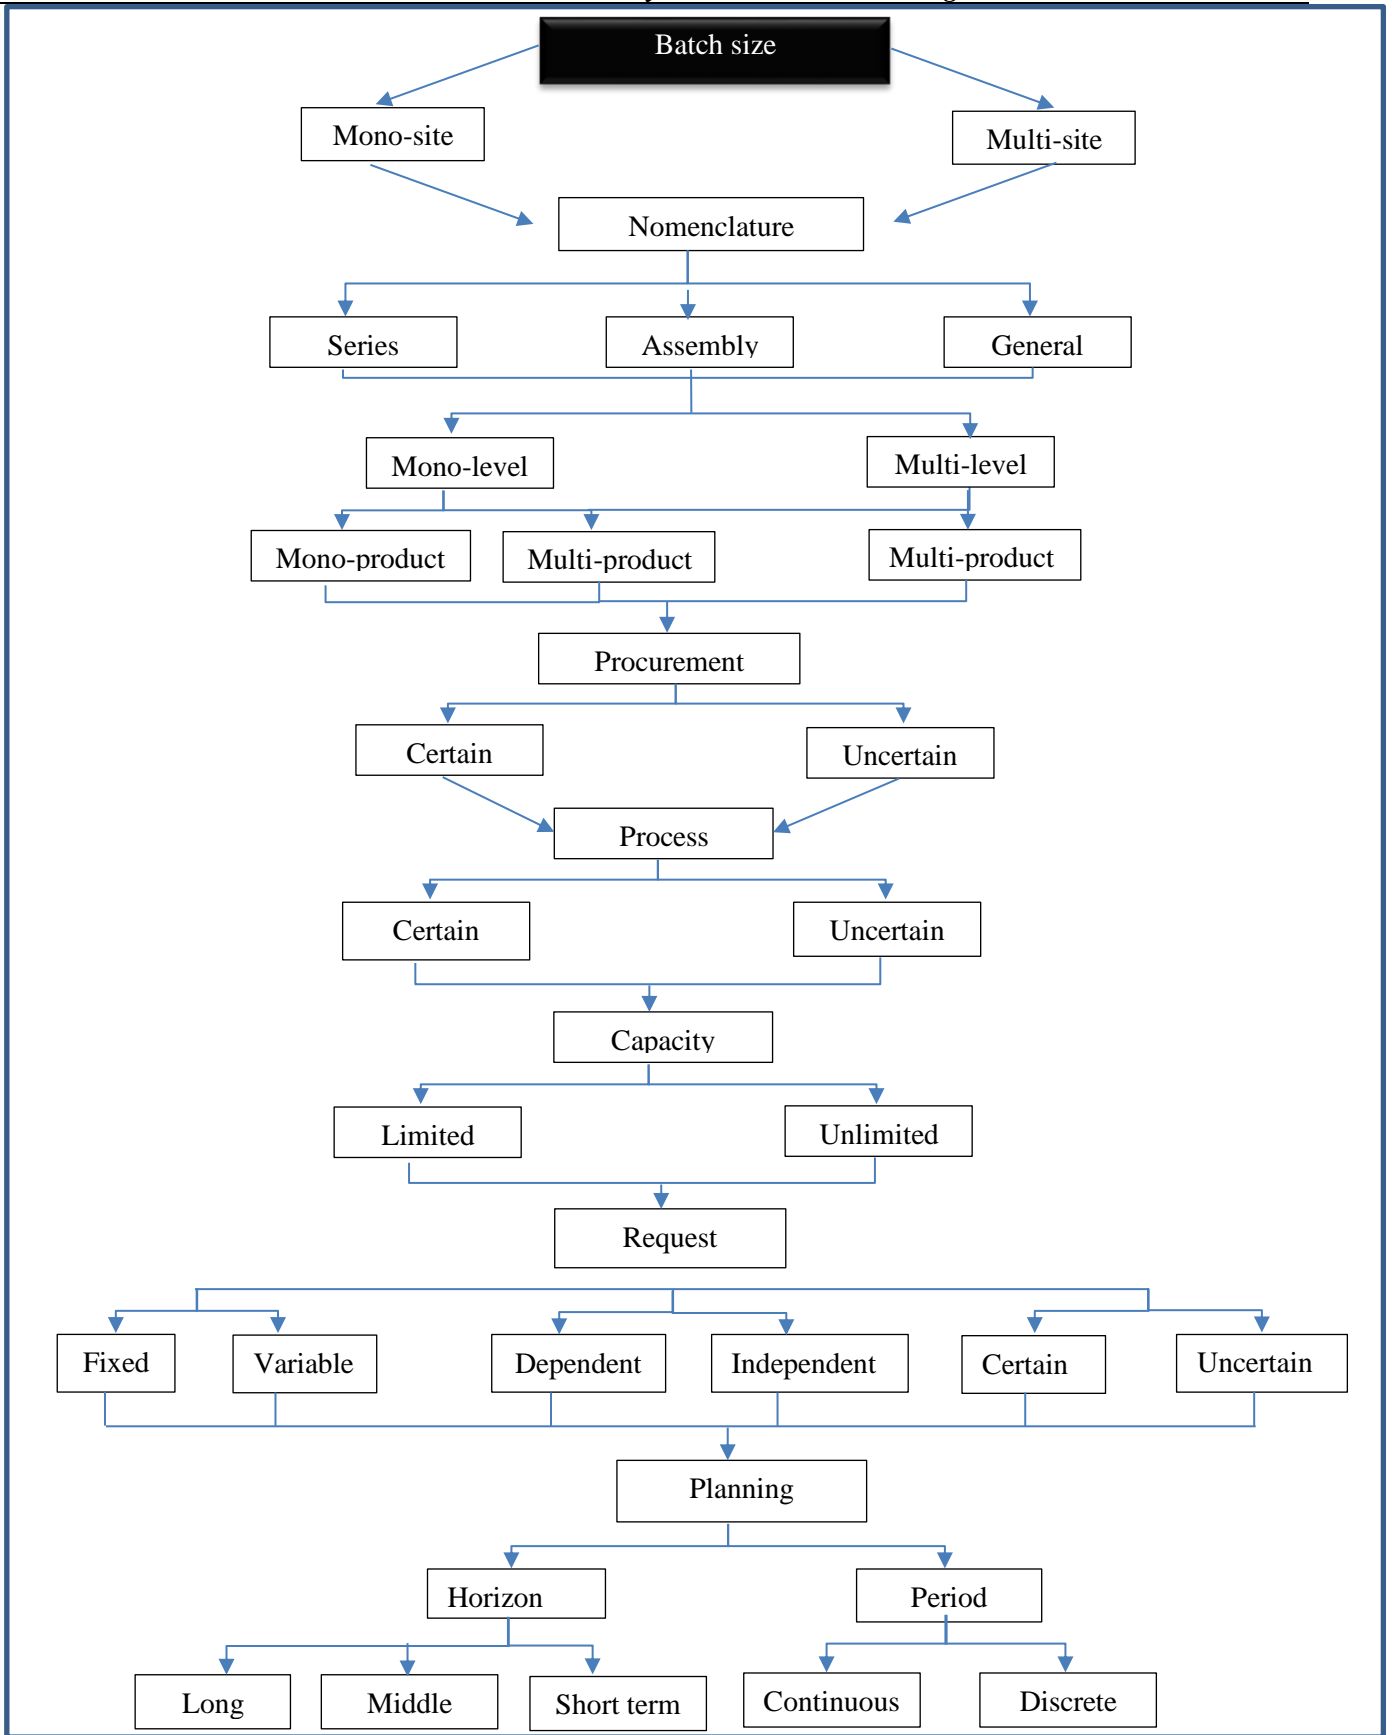 Batch size
Mono-site
Multi-site
Nomenclature
Series
Assembly
General
Mono-level
Multi-level
Mono-product
Multi-product
Multi-product
Procurement
Certain
Uncertain
Process
Certain
Uncertain
Capacity
Limited
Unlimited
Request
Fixed
Variable
Dependent
Independent
Certain
Uncertain
Planning
Horizon
Period
Long
Middle
Short term
Continuous
Discrete